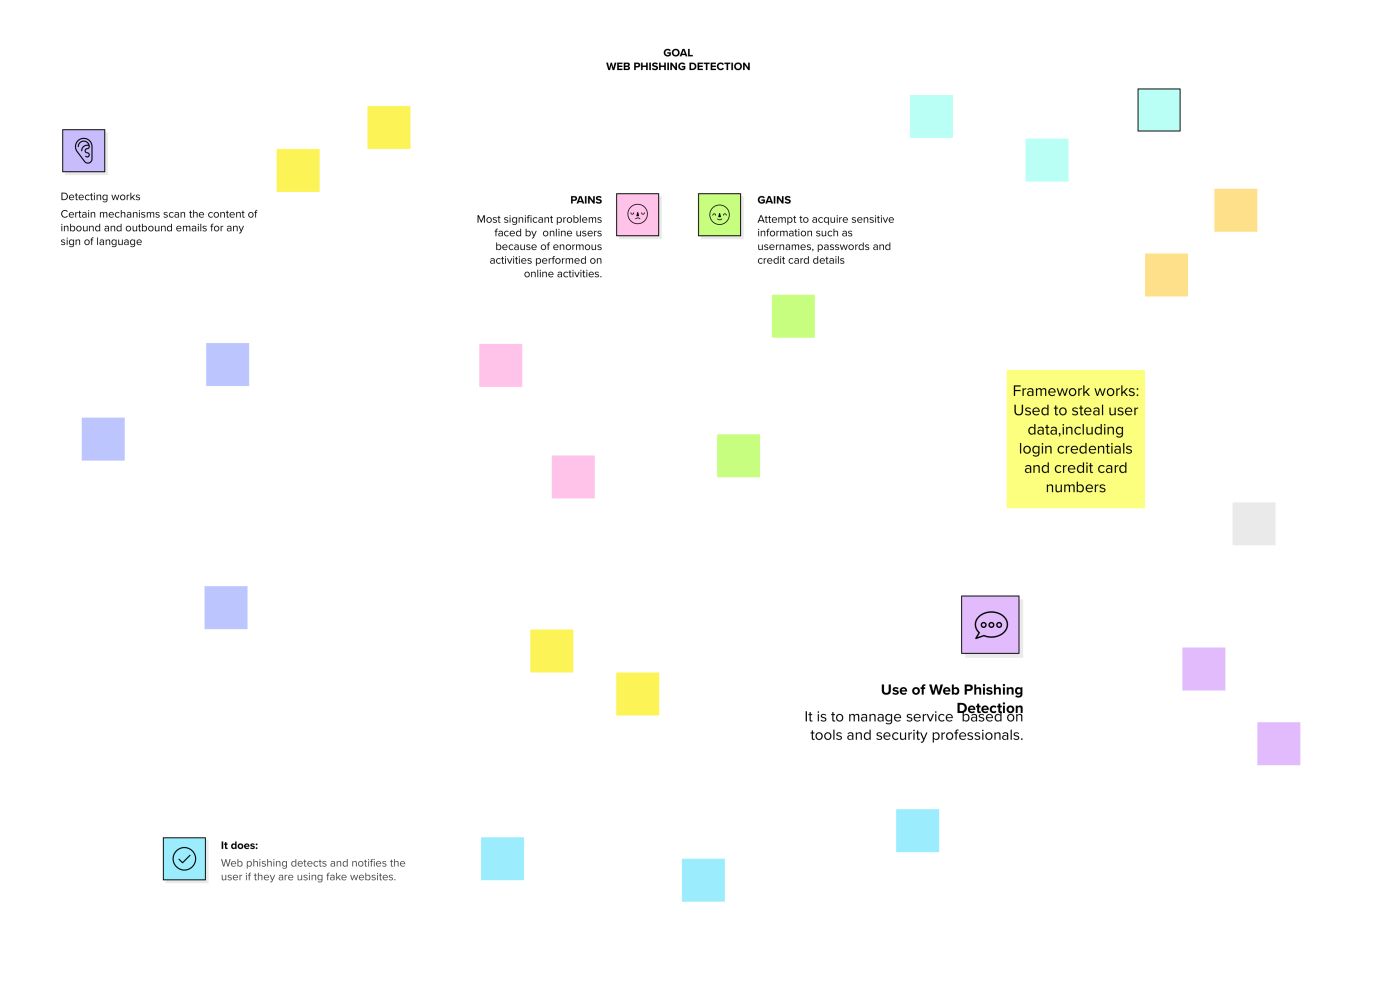 GOAL
WEB PHISHING DETECTION
Detecting works
Certain mechanisms scan the content of
inbound and outbound emails for any
sign of language
PAINS
Most significant problems
faced by  online users
because of enormous
activities performed on
online activities.
GAINS
Attempt to acquire sensitive
information such as
usernames, passwords and
credit card details
Framework works:
Used to steal user
data,including
login credentials
and credit card
numbers
Use of Web Phishing
Detection
It is to manage service  based on
tools and security professionals.
It does:
Web phishing detects and notifies the
user if they are using fake websites.